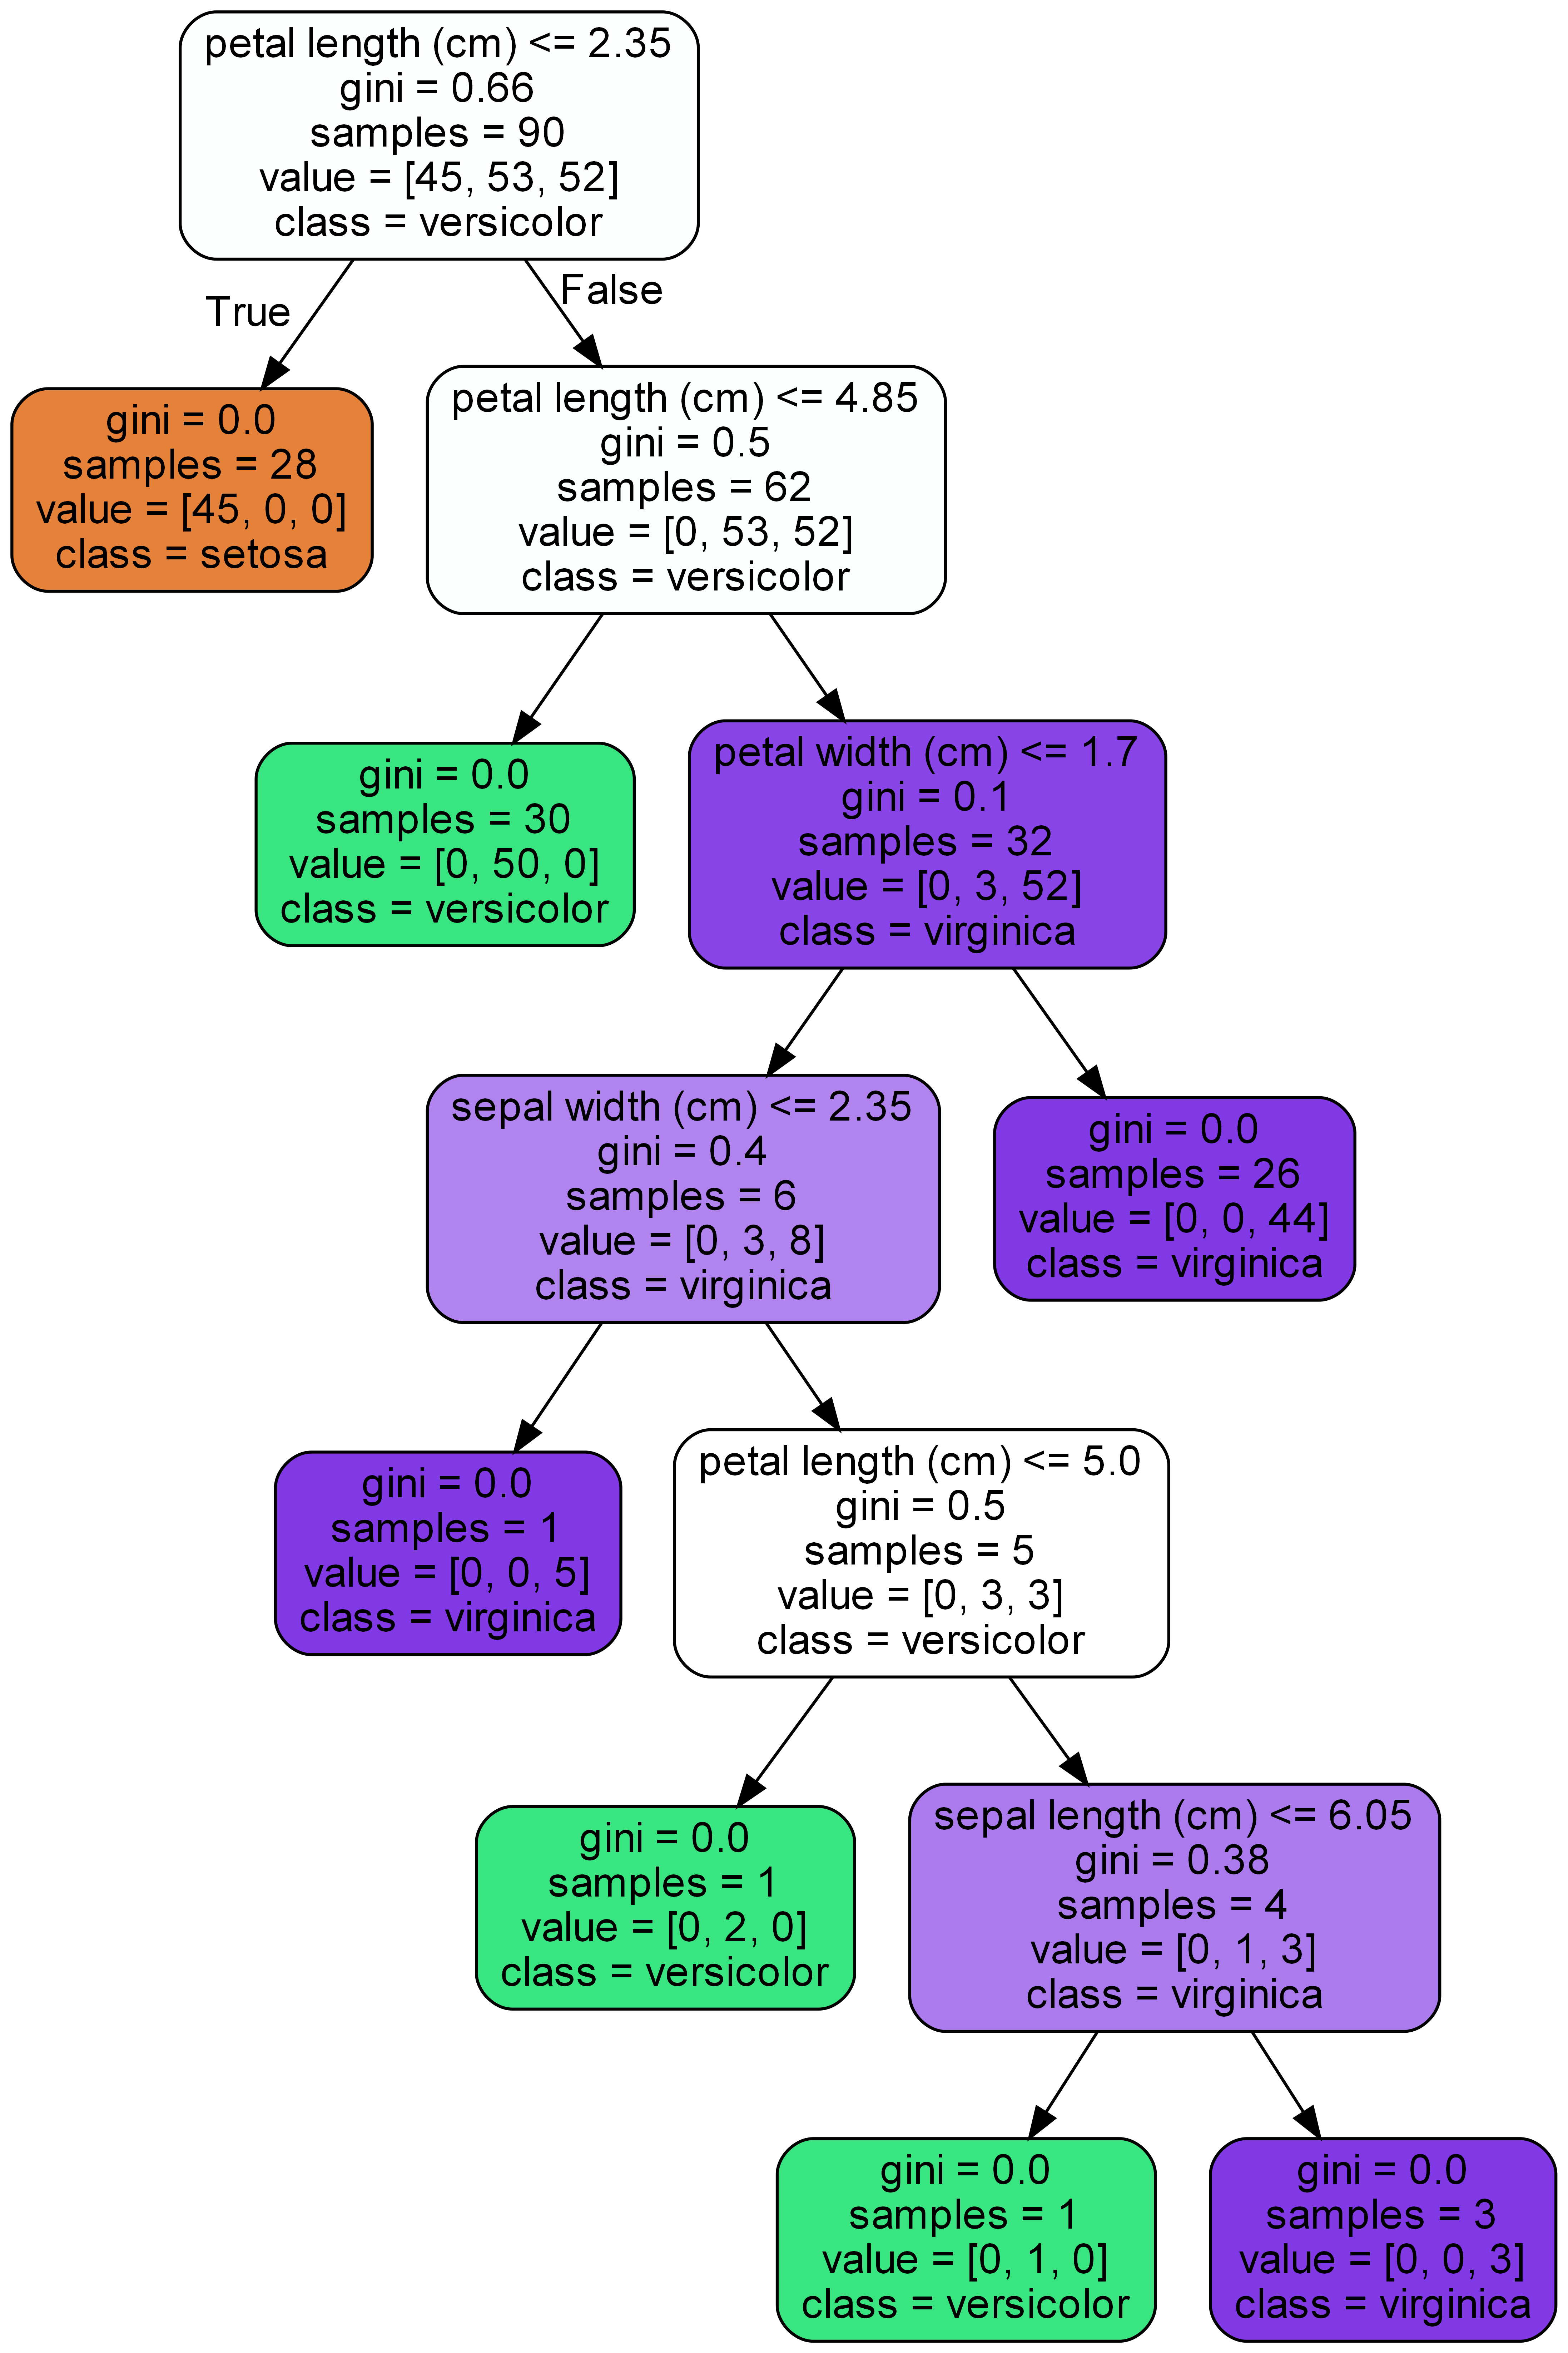 petal length (cm) <= 2.35
gini = 0.66
samples = 90
value = [45, 53, 52]
class = versicolor
True
False
gini = 0.0
samples = 28
value = [45, 0, 0]
class = setosa
petal length (cm) <= 4.85
gini = 0.5
samples = 62
value = [0, 53, 52]
class = versicolor
gini = 0.0
samples = 30
value = [0, 50, 0]
class = versicolor
petal width (cm) <= 1.7
gini = 0.1
samples = 32
value = [0, 3, 52]
class = virginica
sepal width (cm) <= 2.35
gini = 0.4
samples = 6
value = [0, 3, 8]
class = virginica
gini = 0.0
samples = 26
value = [0, 0, 44]
class = virginica
gini = 0.0
samples = 1
value = [0, 0, 5]
class = virginica
petal length (cm) <= 5.0
gini = 0.5
samples = 5
value = [0, 3, 3]
class = versicolor
gini = 0.0
samples = 1
value = [0, 2, 0]
class = versicolor
sepal length (cm) <= 6.05
gini = 0.38
samples = 4
value = [0, 1, 3]
class = virginica
gini = 0.0
samples = 1
value = [0, 1, 0]
class = versicolor
gini = 0.0
samples = 3
value = [0, 0, 3]
class = virginica